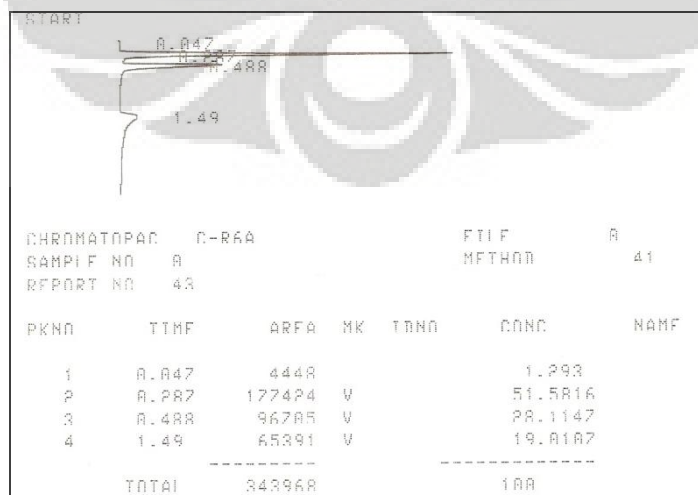 START
0.047
0.287
0.488
1.49
CHROMATOPAC C-R6A FILE 0
SAMPLE NO 0 METHOD 41
REPORT NO 43
PKNO TIME AREA MK IDNO CONC NAME
1 0.047 4448 1.293
2 0.287 177424 V 51.5816
3 0.488 96705 V 28.1147
4 1.49 65391 V 19.0107
TOTAL 343968 100